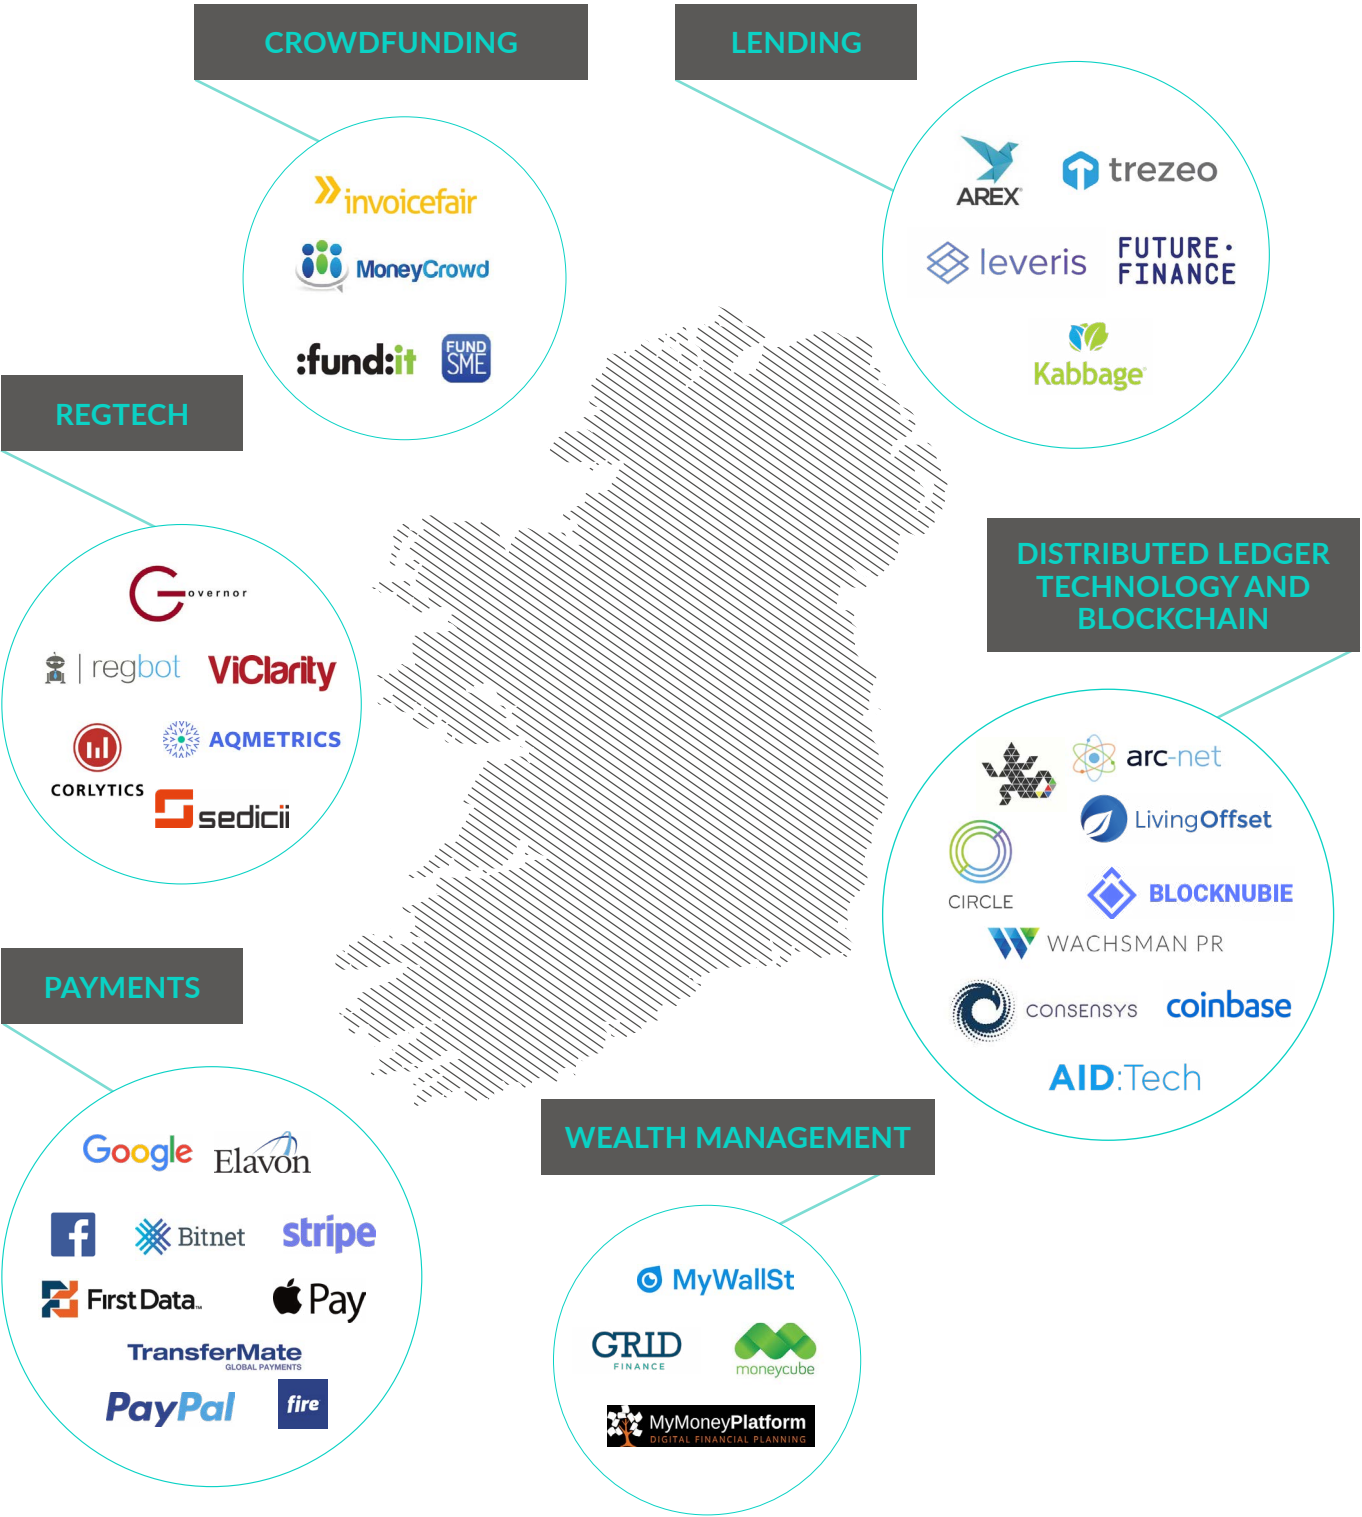 CROWDFUNDING
invoicefair
MoneyCrowd
:fund:it
FUND
SME
LENDING
AREX
trezeo
leveris
FUTURE·
FINANCE
Kabbage
REGTECH
Governor
regbot
ViClarity
CORLYTICS
AQMETRICS
sedicii
DISTRIBUTED LEDGER
TECHNOLOGY AND
BLOCKCHAIN
arc-net
LivingOffset
CIRCLE
BLOCKNUBIE
WACHSMAN PR
CONSENSYS
coinbase
AID:Tech
PAYMENTS
Google
Elavon
f
Bitnet
stripe
First Data™
Pay
TransferMate
GLOBAL PAYMENTS
PayPal
fire
WEALTH MANAGEMENT
MyWallSt
GRID
FINANCE
moneycube
MyMoneyPlatform
DIGITAL FINANCIAL PLANNING